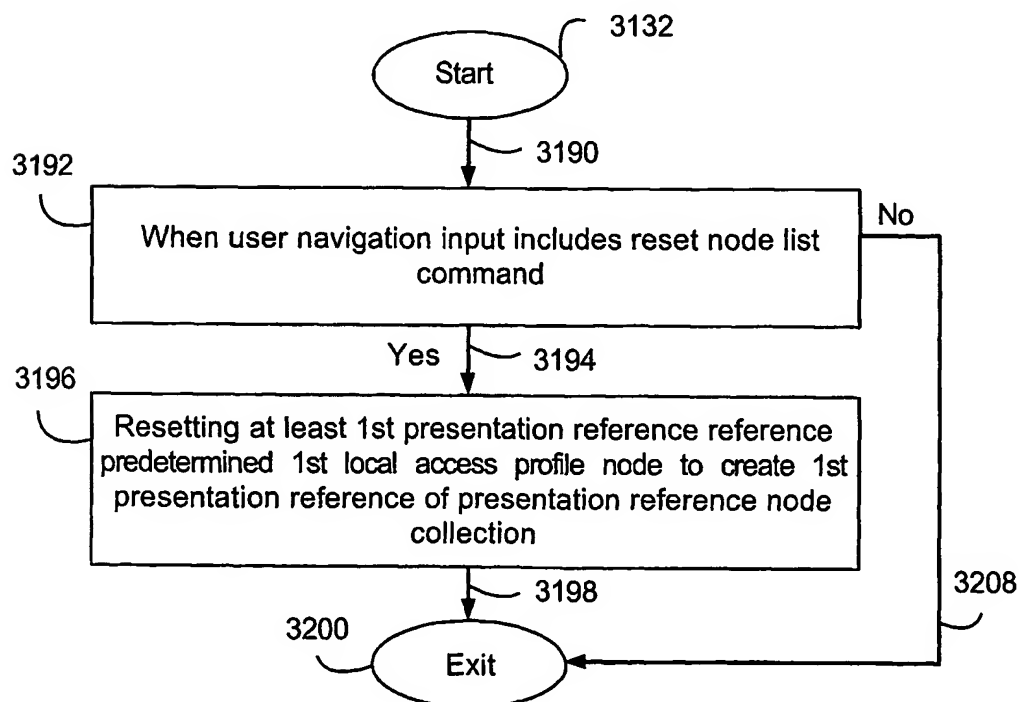 3132
Start
3190
3192
No
When user navigation input includes reset node list
command
Yes
3194
3196
Resetting at least 1st presentation reference reference
predetermined 1st local access profile node to create 1st
presentation reference of presentation reference node
collection
3198
3208
3200
Exit